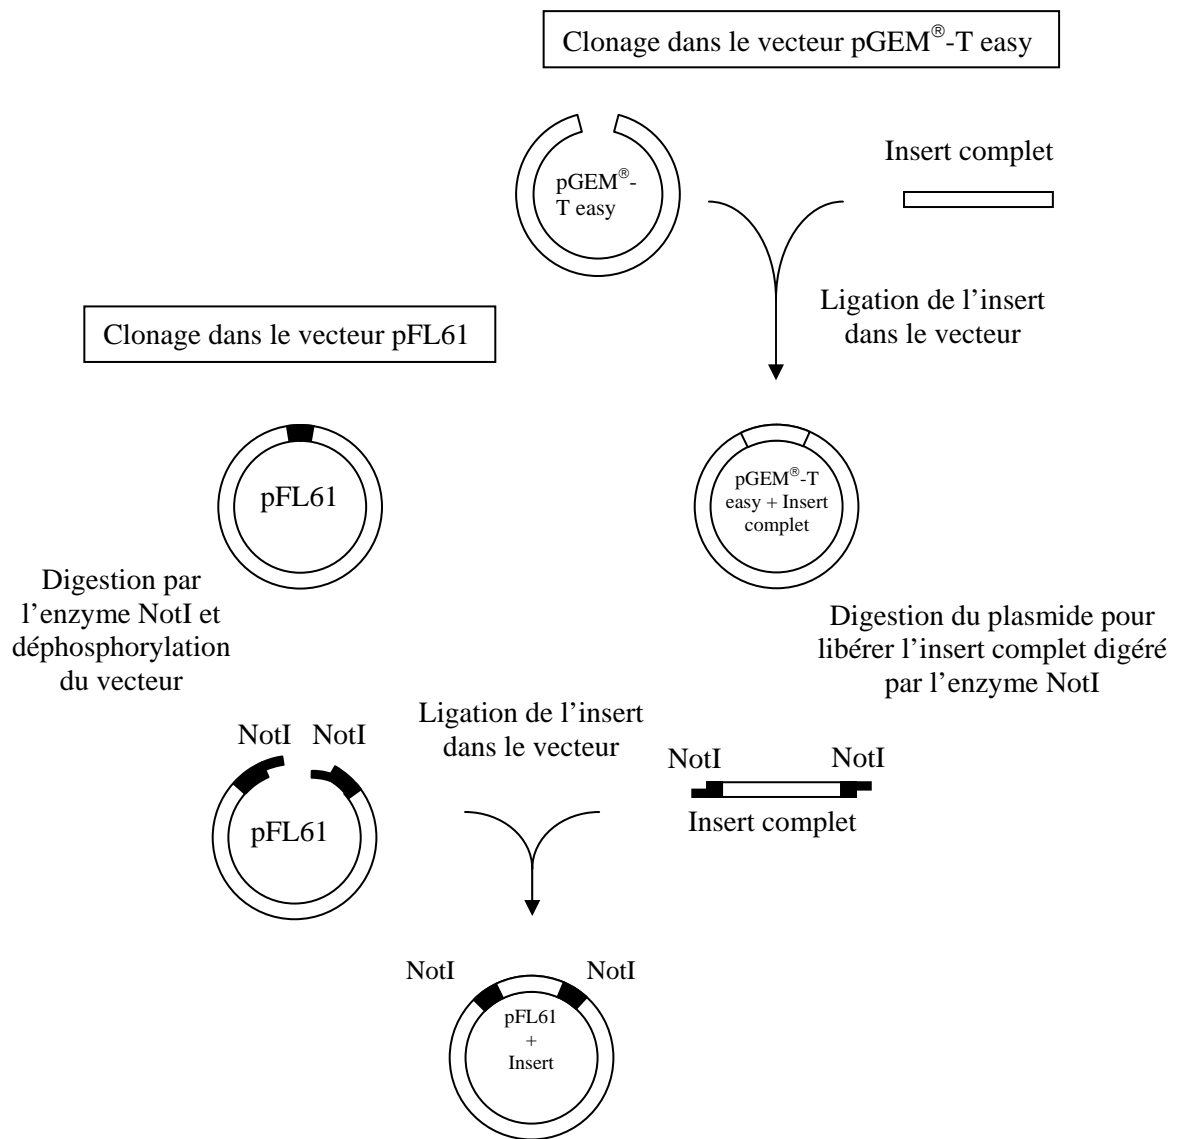 Clonage dans le vecteur pGEM®-T easy
pGEM®-
T easy
Insert complet
Ligation de l’insert
dans le vecteur
Clonage dans le vecteur pFL61
pFL61
pGEM®-T
easy + Insert
complet
Digestion par
l’enzyme NotI et
déphosphorylation
du vecteur
Digestion du plasmide pour
libérer l’insert complet digéré
par l’enzyme NotI
NotI NotI
pFL61
Ligation de l’insert
dans le vecteur
NotI NotI
Insert complet
NotI NotI
pFL61
+
Insert